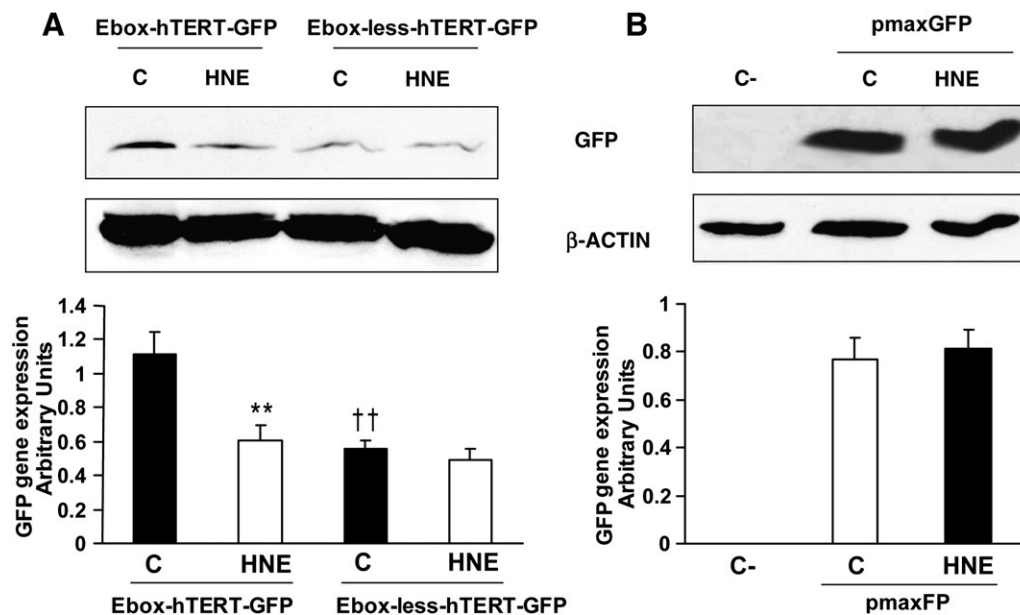 A
Ebox-hTERT-GFP Ebox-less-hTERT-GFP
C HNE C HNE
GFP gene expression
Arbitrary Units
1.4
1.2
1
0.8
0.6
0.4
0.2
0
**
††
C HNE C HNE
Ebox-hTERT-GFP Ebox-less-hTERT-GFP
B
pmaxGFP
C- C HNE
GFP
β-ACTIN
GFP gene expression
Arbitrary Units
1
0.8
0.6
0.4
0.2
0
C- C HNE
pmaxFP